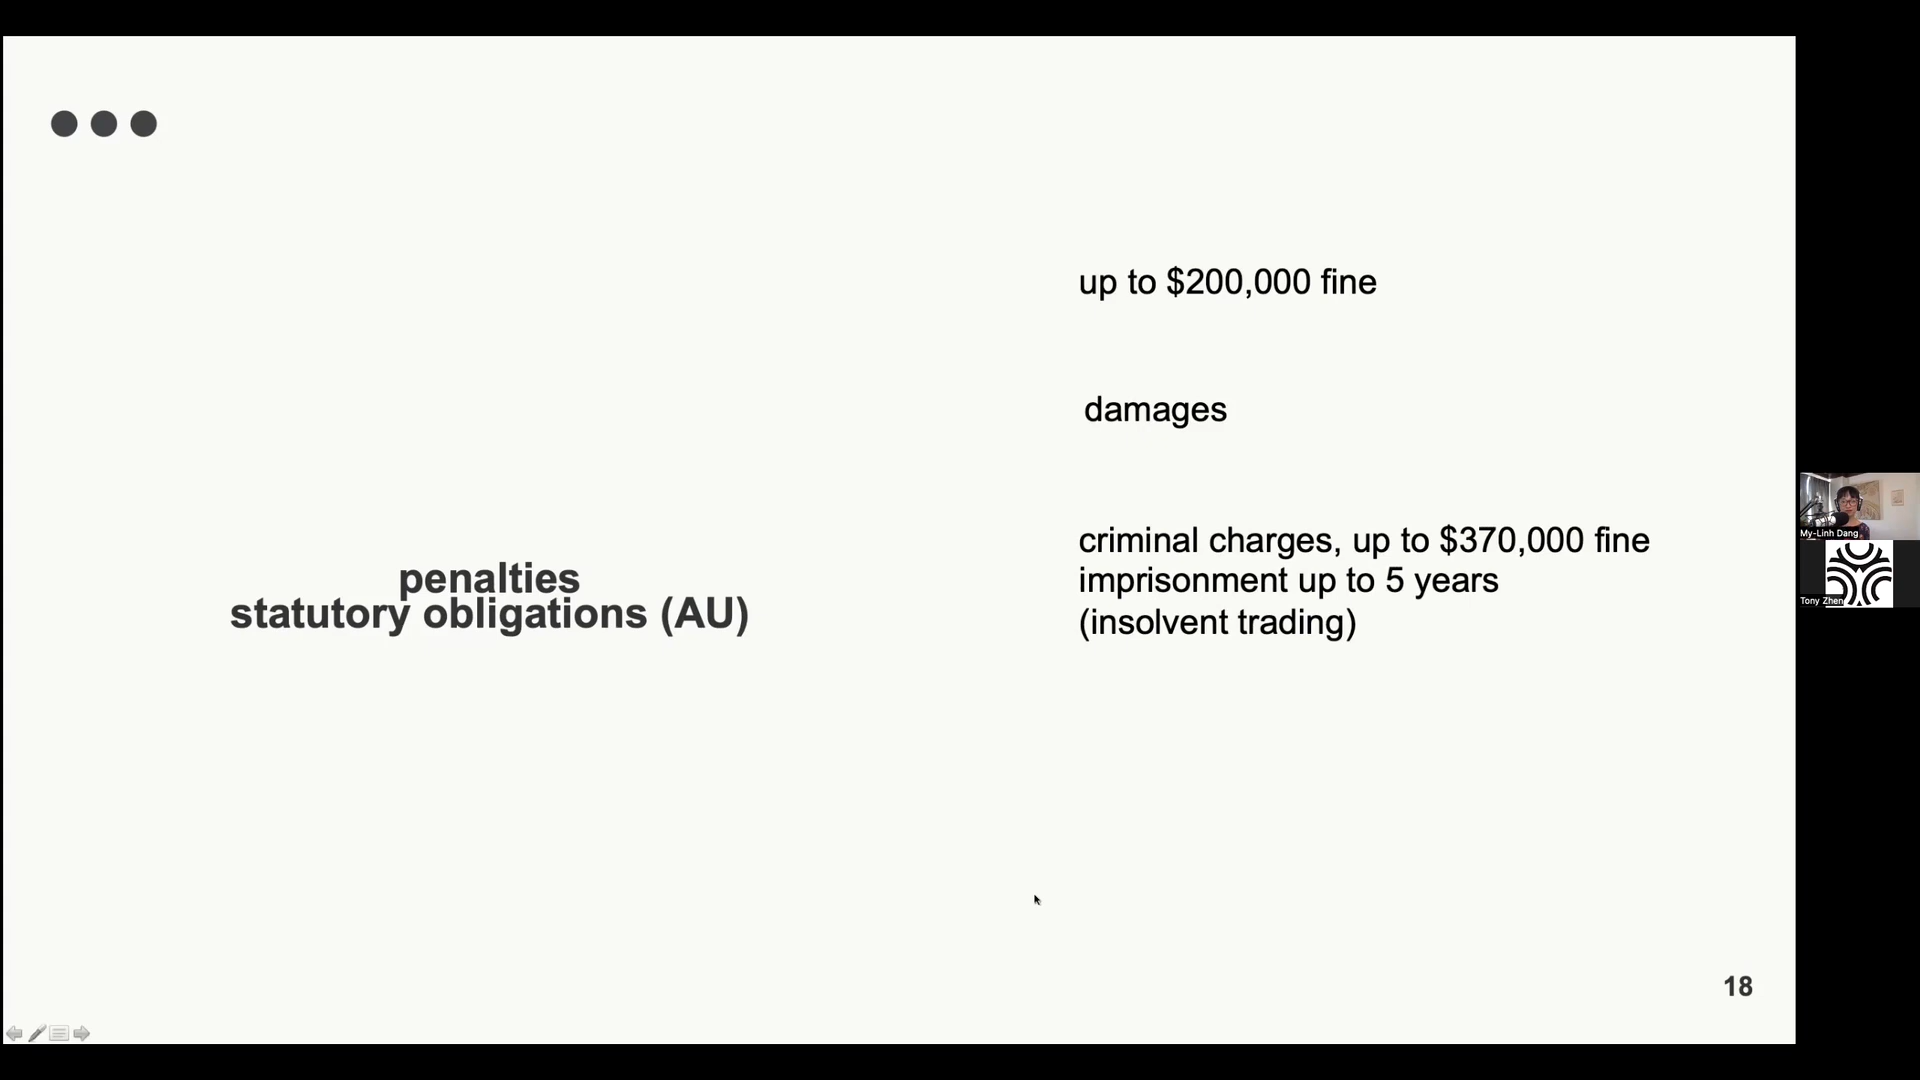 penalties
statutory obligations (AU)
up to $200,000 fine
damages
criminal charges, up to $370,000 fine
imprisonment up to 5 years
(insolvent trading)
18
My-Linh Dang
Tony Zhen